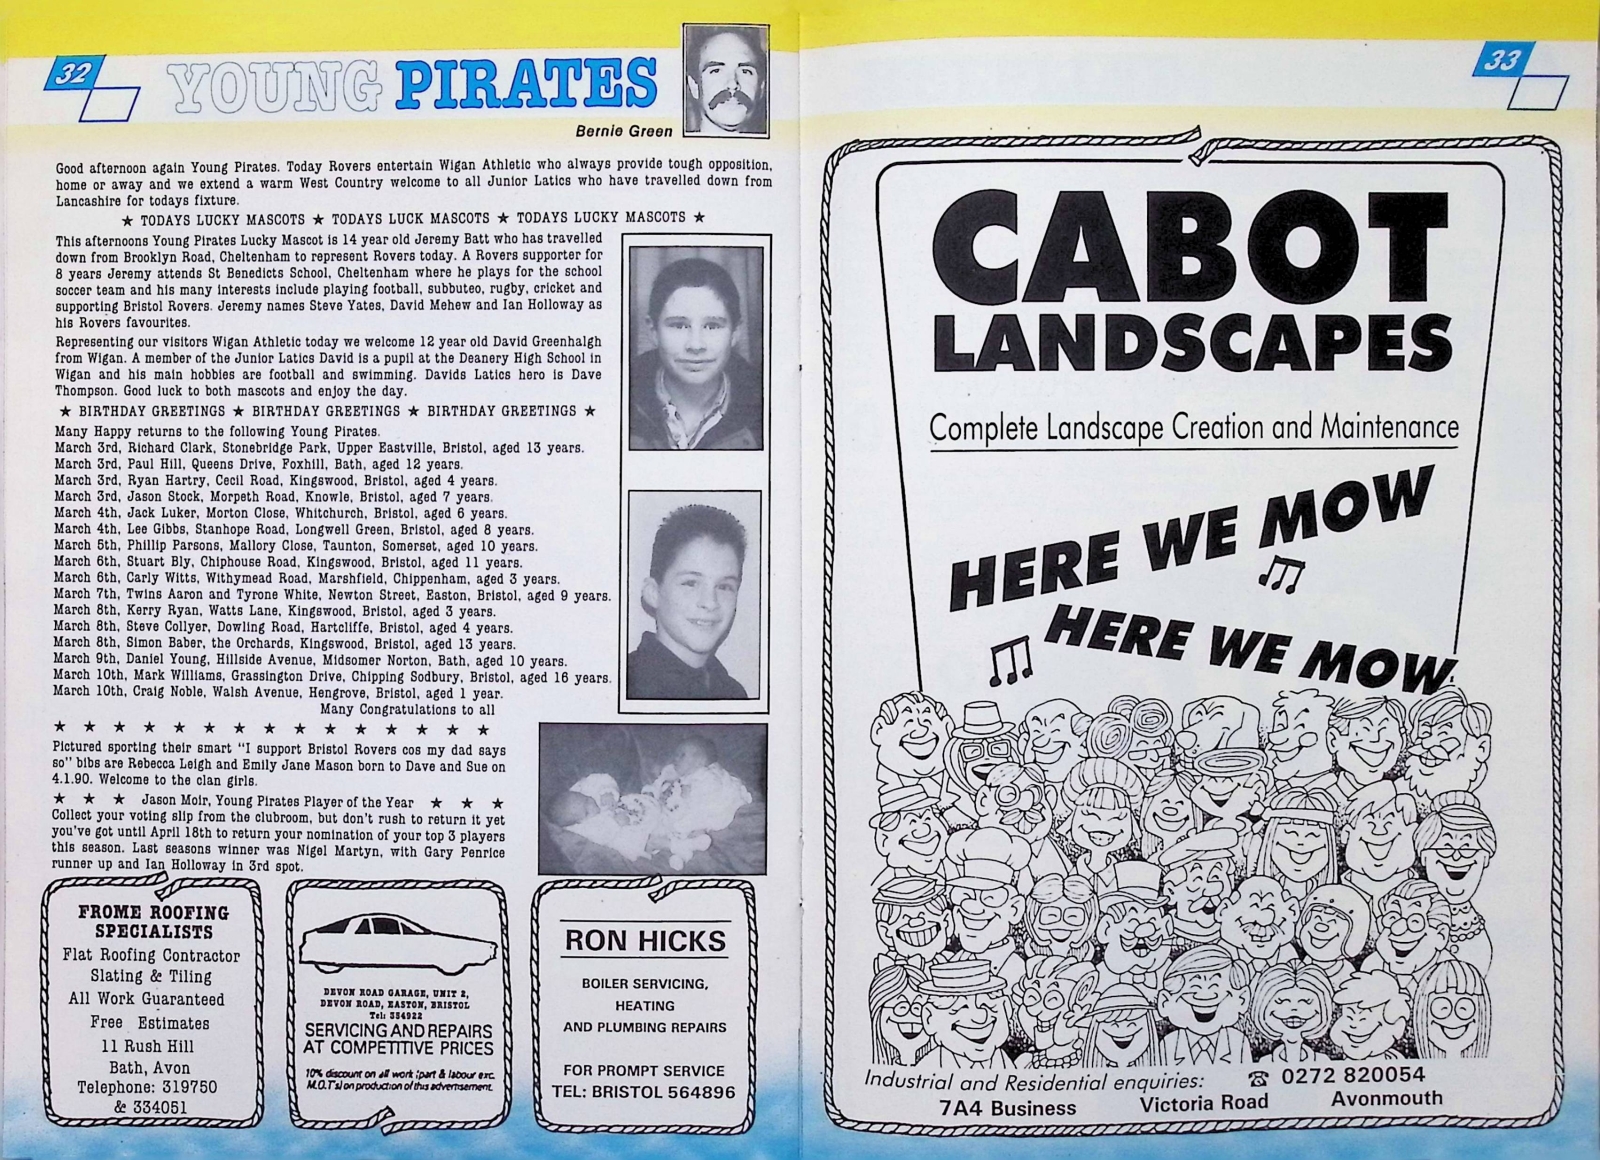 32
YOUNG PIRATES
Bernie Green
Good afternoon again Young Pirates. Today Rovers entertain Wigan Athletic who always provide tough opposition,
home or away and we extend a warm West Country welcome to all Junior Latics who have travelled down from
Lancashire for todays fixture.
★ TODAYS LUCKY MASCOTS ★ TODAYS LUCK MASCOTS ★ TODAYS LUCKY MASCOTS ★
This afternoons Young Pirates Lucky Mascot is 14 year old Jeremy Batt who has travelled
down from Brooklyn Road, Cheltenham to represent Rovers today. A Rovers supporter for
8 years Jeremy attends St Benedicts School, Cheltenham where he plays for the school
soccer team and his many interests include playing football, subbuteo, rugby, cricket and
supporting Bristol Rovers. Jeremy names Steve Yates, David Mehew and Ian Holloway as
his Rovers favourites.
Representing our visitors Wigan Athletic today we welcome 12 year old David Greenhalgh
from Wigan. A member of the Junior Latics David is a pupil at the Deanery High School in
Wigan and his main hobbies are football and swimming. Davids Latics hero is Dave
Thompson. Good luck to both mascots and enjoy the day.
★ BIRTHDAY GREETINGS ★ BIRTHDAY GREETINGS ★ BIRTHDAY GREETINGS ★
Many Happy returns to the following Young Pirates.
March 3rd, Richard Clark, Stonebridge Park, Upper Eastville, Bristol, aged 13 years.
March 3rd, Paul Hill, Queens Drive, Foxhill, Bath, aged 12 years.
March 3rd, Ryan Hartry, Cecil Road, Kingswood, Bristol, aged 4 years.
March 3rd, Jason Stock, Morpeth Road, Knowle, Bristol, aged 7 years.
March 4th, Jack Luker, Morton Close, Whitchurch, Bristol, aged 6 years.
March 4th, Lee Gibbs, Stanhope Road, Longwell Green, Bristol, aged 8 years.
March 5th, Phillip Parsons, Mallory Close, Taunton, Somerset, aged 10 years.
March 6th, Stuart Bly, Chiphouse Road, Kingswood, Bristol, aged 11 years.
March 6th, Carly Witts, Withymead Road, Marshfield, Chippenham, aged 3 years.
March 7th, Twins Aaron and Tyrone White, Newton Street, Easton, Bristol, aged 9 years.
March 8th, Kerry Ryan, Watts Lane, Kingswood, Bristol, aged 3 years.
March 8th, Steve Collyer, Dowling Road, Hartcliffe, Bristol, aged 4 years.
March 8th, Simon Baber, the Orchards, Kingswood, Bristol, aged 13 years.
March 9th, Daniel Young, Hillside Avenue, Midsomer Norton, Bath, aged 10 years.
March 10th, Mark Williams, Grassington Drive, Chipping Sodbury, Bristol, aged 16 years.
March 10th, Craig Noble, Walsh Avenue, Hengrove, Bristol, aged 1 year.
Many Congratulations to all
★ ★ ★ ★ ★ ★ ★ ★ ★ ★ ★ ★ ★ ★ ★
Pictured sporting their smart "I support Bristol Rovers cos my dad says
so" bibs are Rebecca Leigh and Emily Jane Mason born to Dave and Sue on
4.1.90. Welcome to the clan girls.
★ ★ ★ Jason Moir, Young Pirates Player of the Year ★ ★ ★
Collect your voting slip from the clubroom, but don't rush to return it yet
you've got until April 18th to return your nomination of your top 3 players
this season. Last seasons winner was Nigel Martyn, with Gary Penrice
runner up and Ian Holloway in 3rd spot.
FROME ROOFING
SPECIALISTS
Flat Roofing Contractor
Slating & Tiling
All Work Guaranteed
Free Estimates
11 Rush Hill
Bath, Avon
Telephone: 319750
& 334051
DEVON ROAD GARAGE, UNIT 2,
DEVON ROAD, EASTON, BRISTOL
Tel: 354922
SERVICING AND REPAIRS
AT COMPETITIVE PRICES
10% discount on all work (part & labour exc.
M.O.T's) on production of this advertisement.
RON HICKS
BOILER SERVICING,
HEATING
AND PLUMBING REPAIRS
FOR PROMPT SERVICE
TEL: BRISTOL 564896
33
CABOT
LANDSCAPES
Complete Landscape Creation and Maintenance
HERE WE MOW
HERE WE MOW
Industrial and Residential enquiries: ☎ 0272 820054
7A4 Business Victoria Road Avonmouth